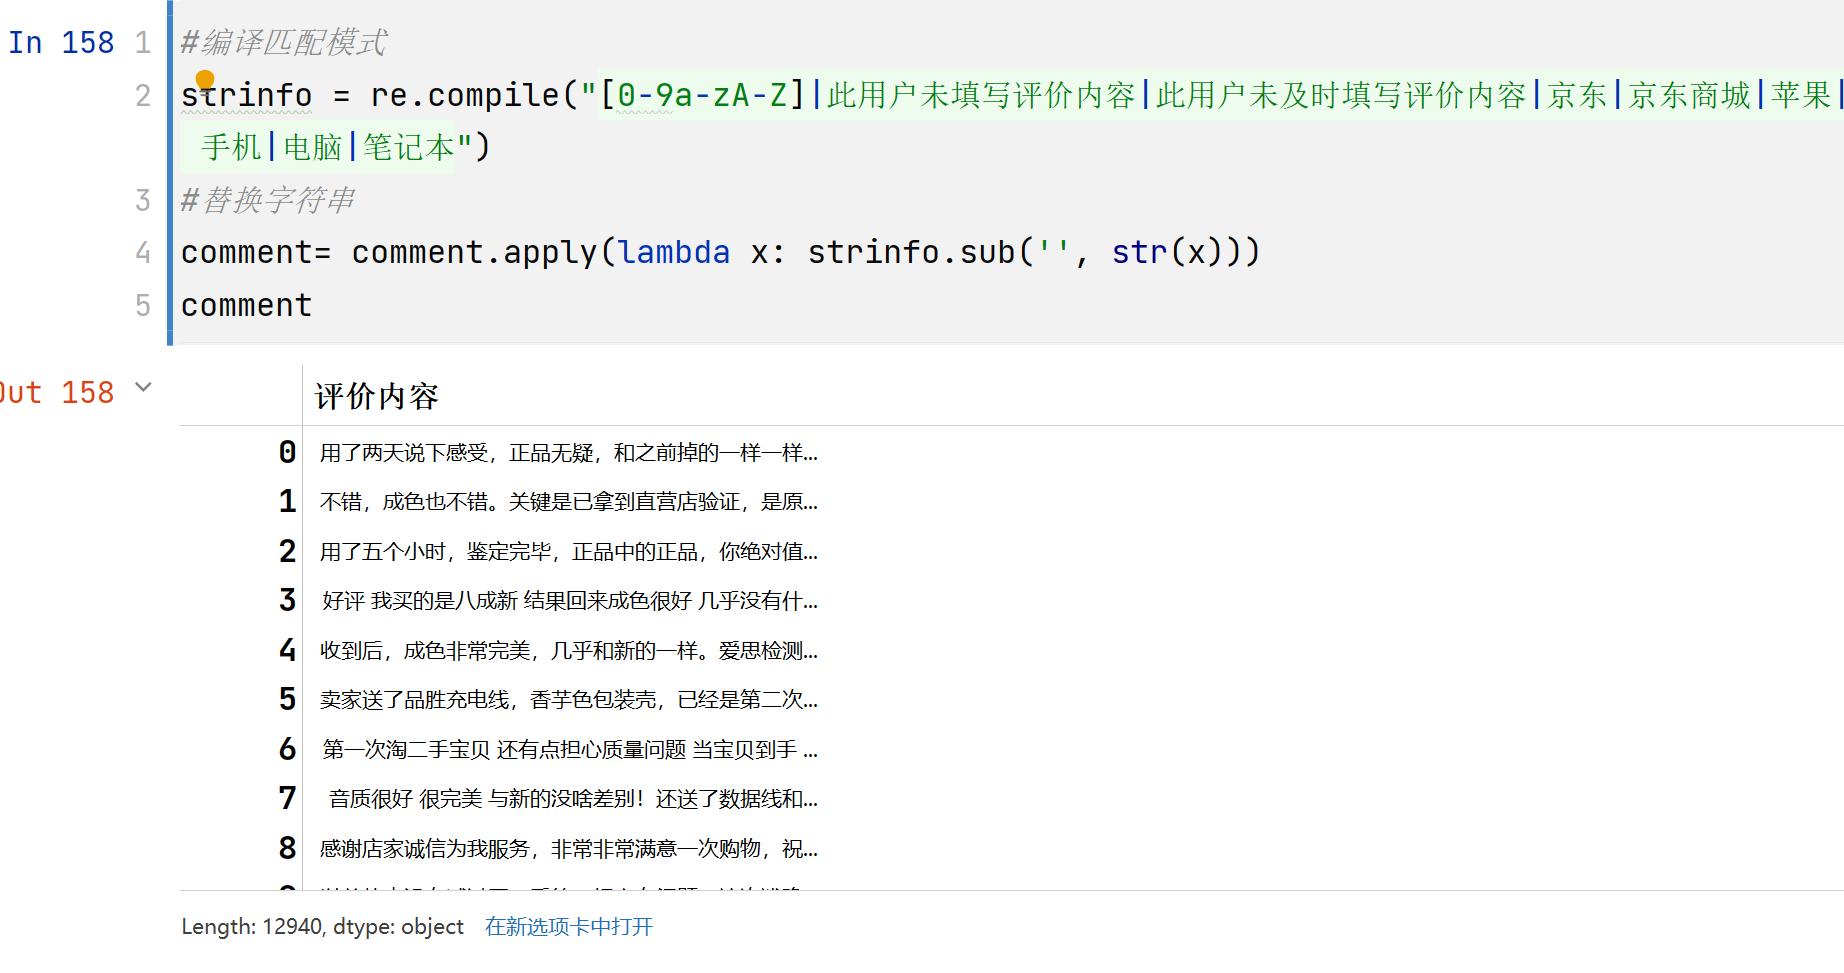 In 158 1 #编译匹配模式
2 strinfo = re.compile("[0-9a-zA-Z]|此用户未填写评价内容|此用户未及时填写评价内容|京东|京东商城|苹果|
手机|电脑|笔记本")
3 #替换字符串
4 comment= comment.apply(lambda x: strinfo.sub('', str(x)))
5 comment
Out 158
评价内容
0 用了两天说下感受，正品无疑，和之前掉的一样一样...
1 不错，成色也不错。关键是已拿到直营店验证，是原...
2 用了五个小时，鉴定完毕，正品中的正品，你绝对值...
3 好评 我买的是八成新 结果回来成色很好 几乎没有什...
4 收到后，成色非常完美，几乎和新的一样。爱思检测...
5 卖家送了品胜充电线，香芋色包装壳，已经是第二次...
6 第一次淘二手宝贝 还有点担心质量问题 当宝贝到手 ...
7 音质很好 很完美 与新的没啥差别！还送了数据线和...
8 感谢店家诚信为我服务，非常非常满意一次购物，祝...
Length: 12940, dtype: object 在新选项卡中打开